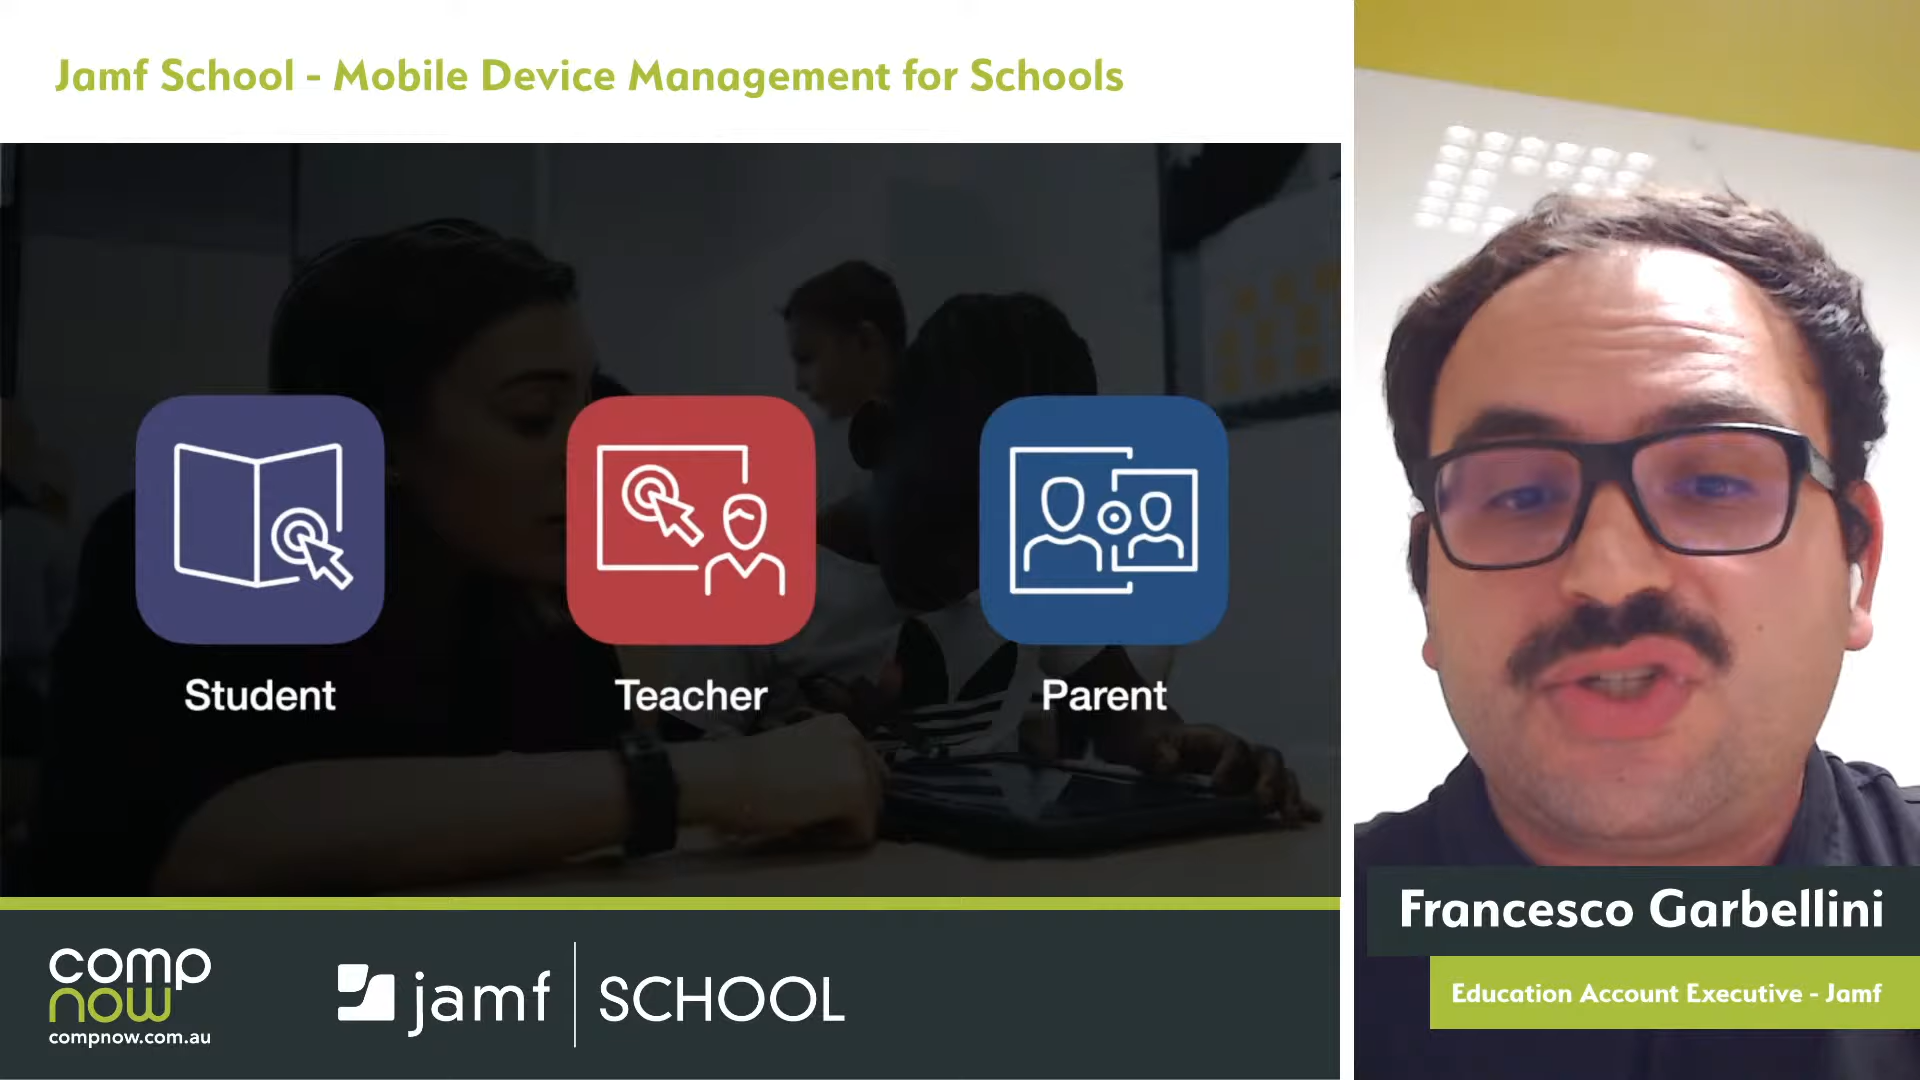 Jamf School - Mobile Device Management for Schools
Student
Teacher
Parent
comp
now
compnow.com.au
jamf | SCHOOL
Francesco Garbellini
Education Account Executive - Jamf